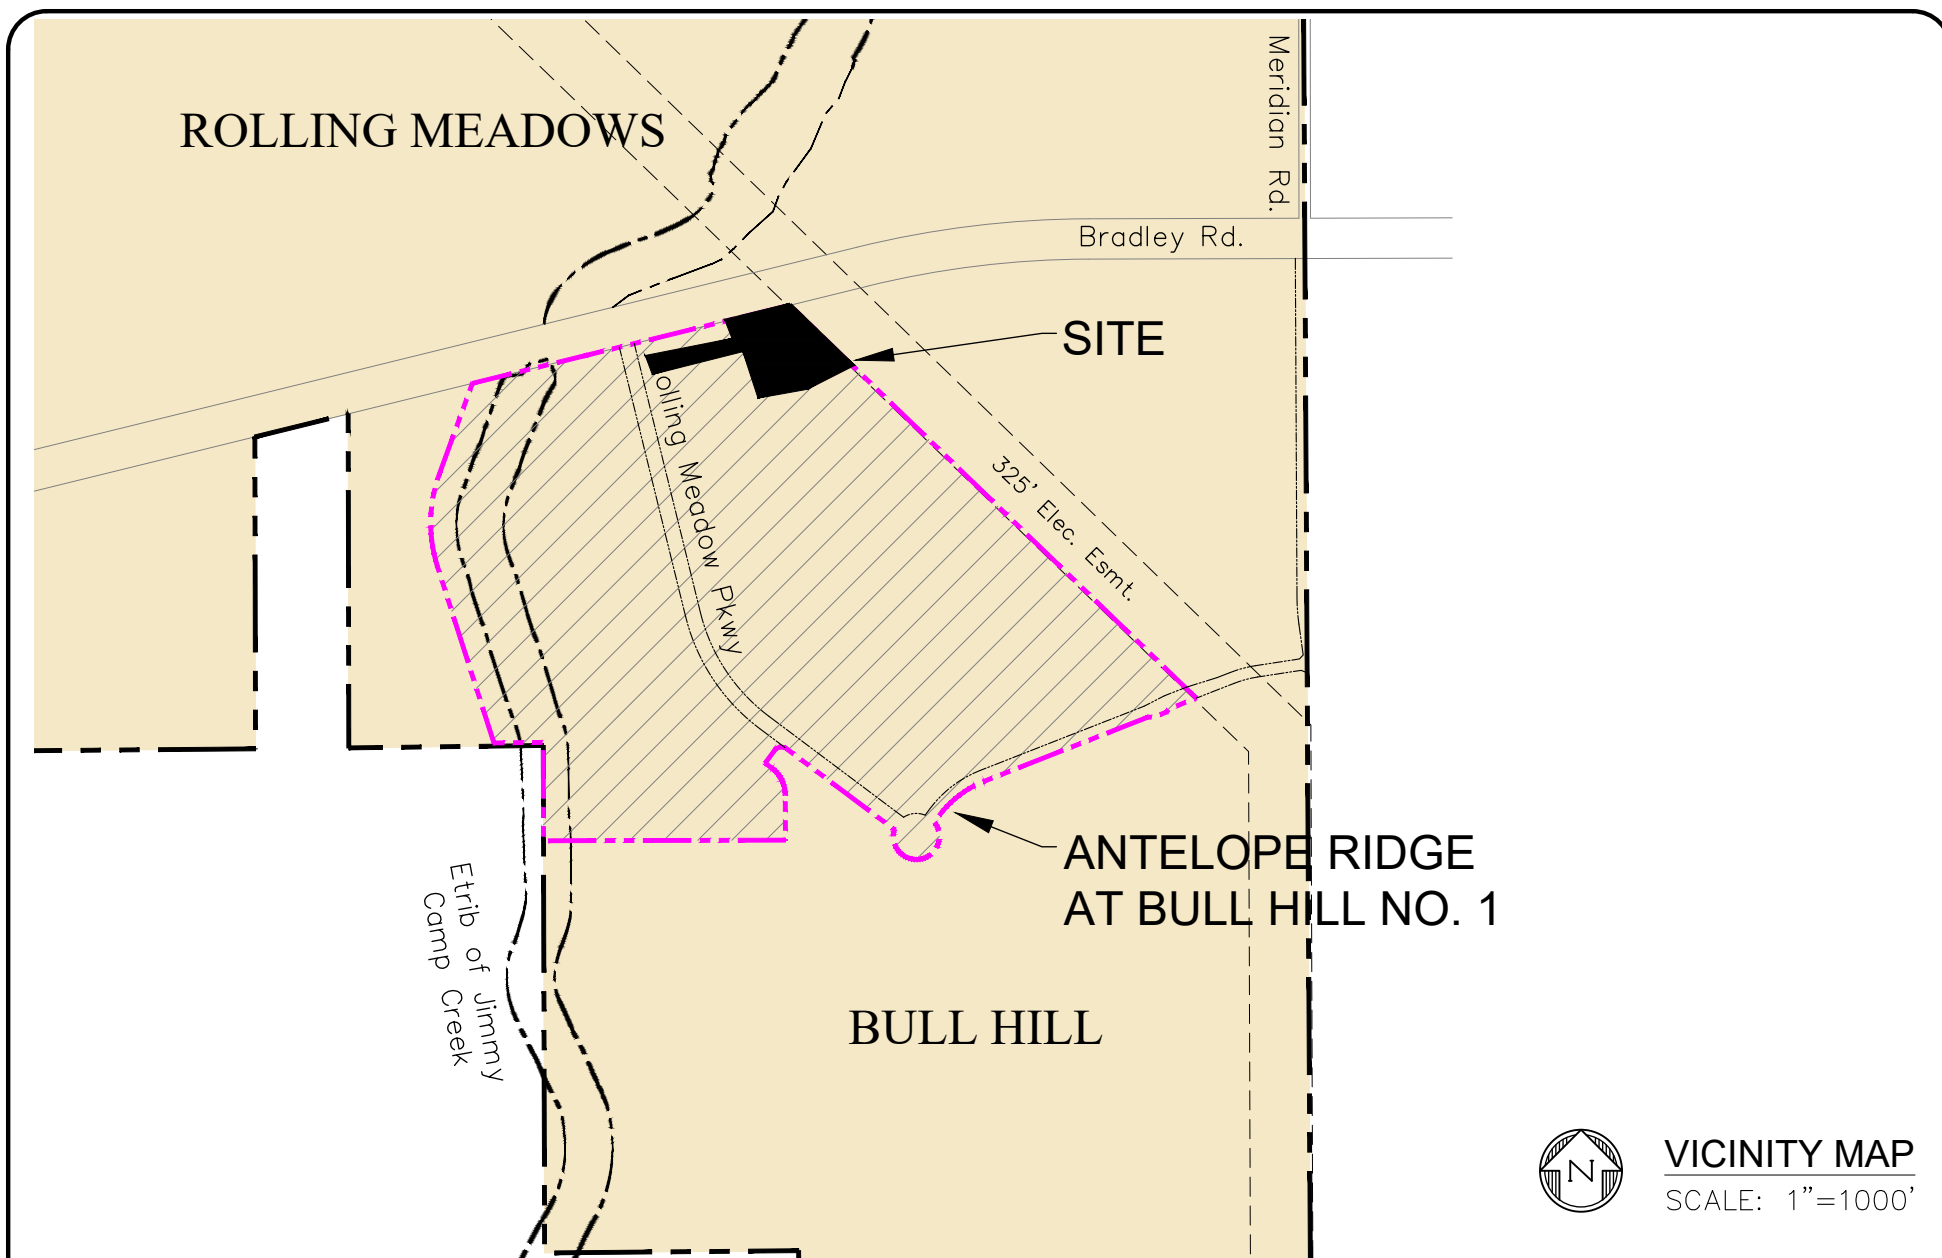 ROLLING MEADOWS
Meridian Rd.
Bradley Rd.
SITE
olling Meadow Pkwy
325' Elec. Esmt.
ANTELOPE RIDGE
AT BULL HILL NO. 1
Etrib of Jimmy
Camp Creek
BULL HILL
N
VICINITY MAP
SCALE: 1"=1000'